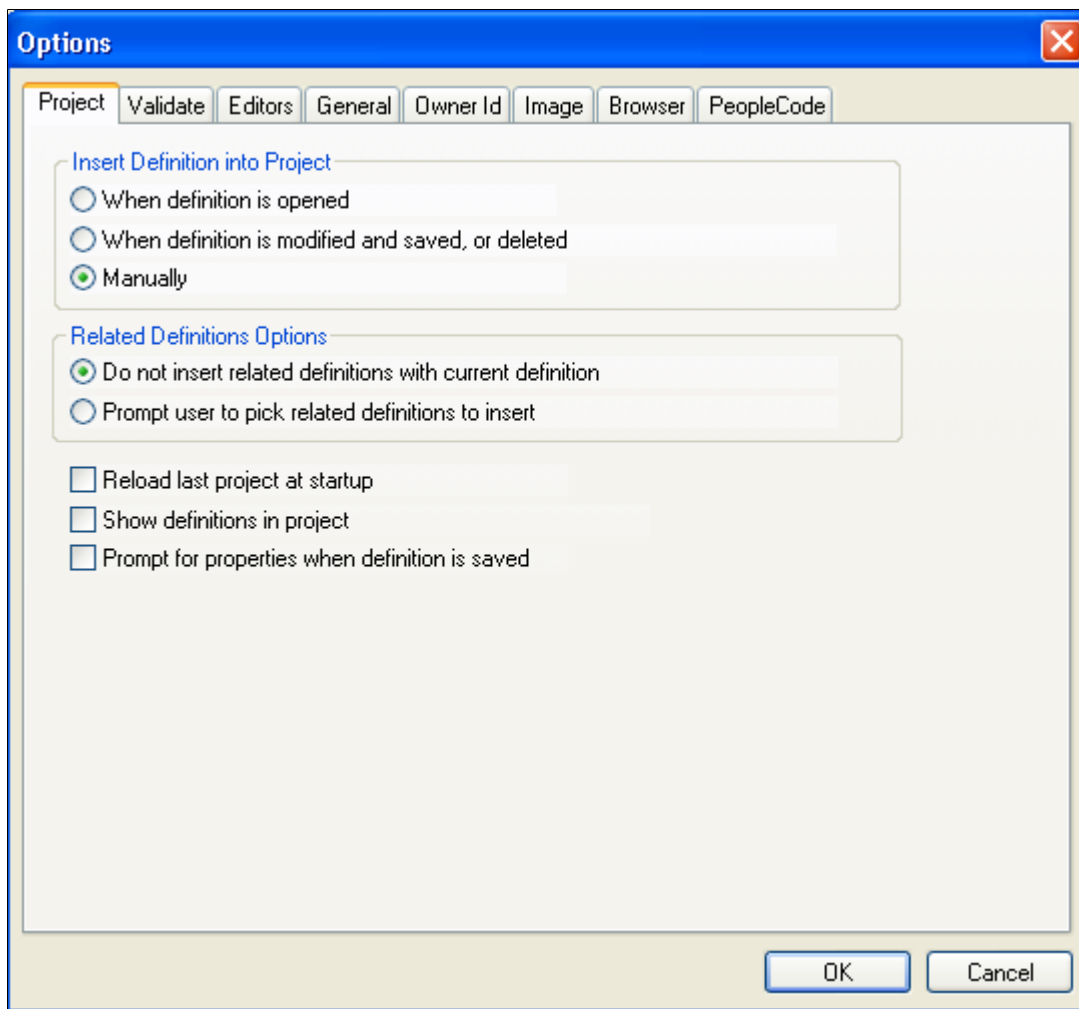 Options
Project Validate Editors General Owner Id Image Browser PeopleCode
Insert Definition into Project
When definition is opened
When definition is modified and saved, or deleted
Manually
Related Definitions Options
Do not insert related definitions with current definition
Prompt user to pick related definitions to insert
Reload last project at startup
Show definitions in project
Prompt for properties when definition is saved
OK Cancel